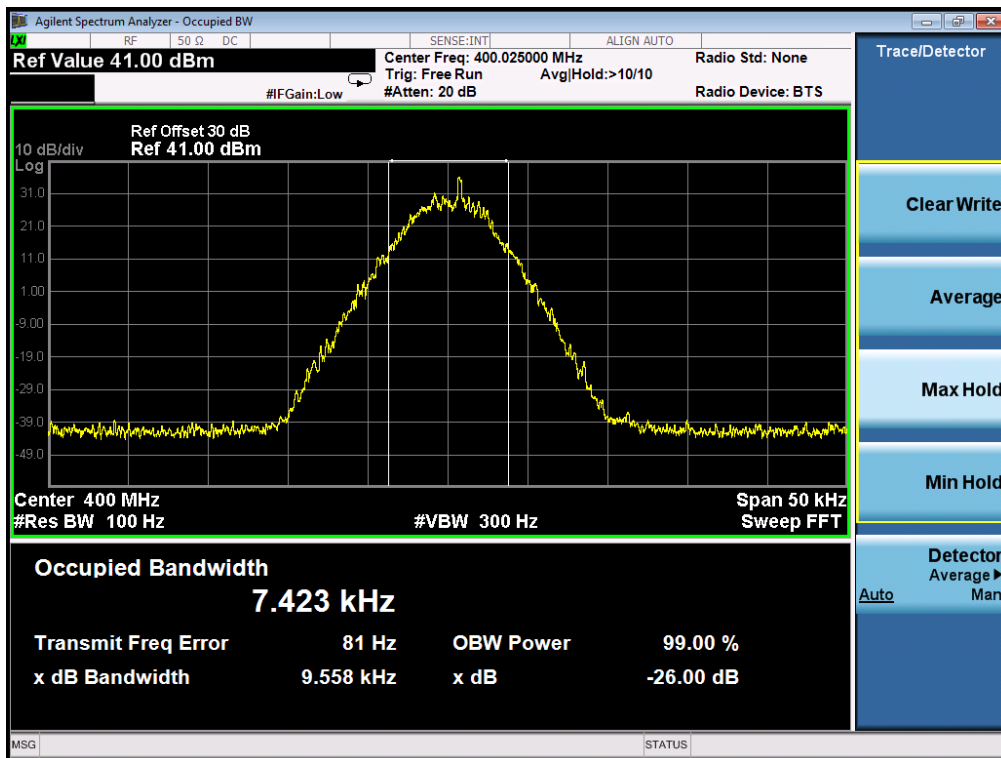 Agilent Spectrum Analyzer - Occupied BW
LXI RF 50 Ω DC SENSE:INT ALIGN AUTO
Ref Value 41.00 dBm
Center Freq: 400.025000 MHz Radio Std: None
Trig: Free Run Avg|Hold:>10/10
#IFGain:Low #Atten: 20 dB Radio Device: BTS
Ref Offset 30 dB
10 dB/div Ref 41.00 dBm
Log
31.0
21.0
11.0
1.00
-9.00
-19.0
-29.0
-39.0
-49.0
Center 400 MHz Span 50 kHz
#Res BW 100 Hz #VBW 300 Hz Sweep FFT
Occupied Bandwidth
7.423 kHz
Transmit Freq Error 81 Hz OBW Power 99.00 %
x dB Bandwidth 9.558 kHz x dB -26.00 dB
MSG STATUS
Trace/Detector
Clear Write
Average
Max Hold
Min Hold
Detector
Average
Auto Man